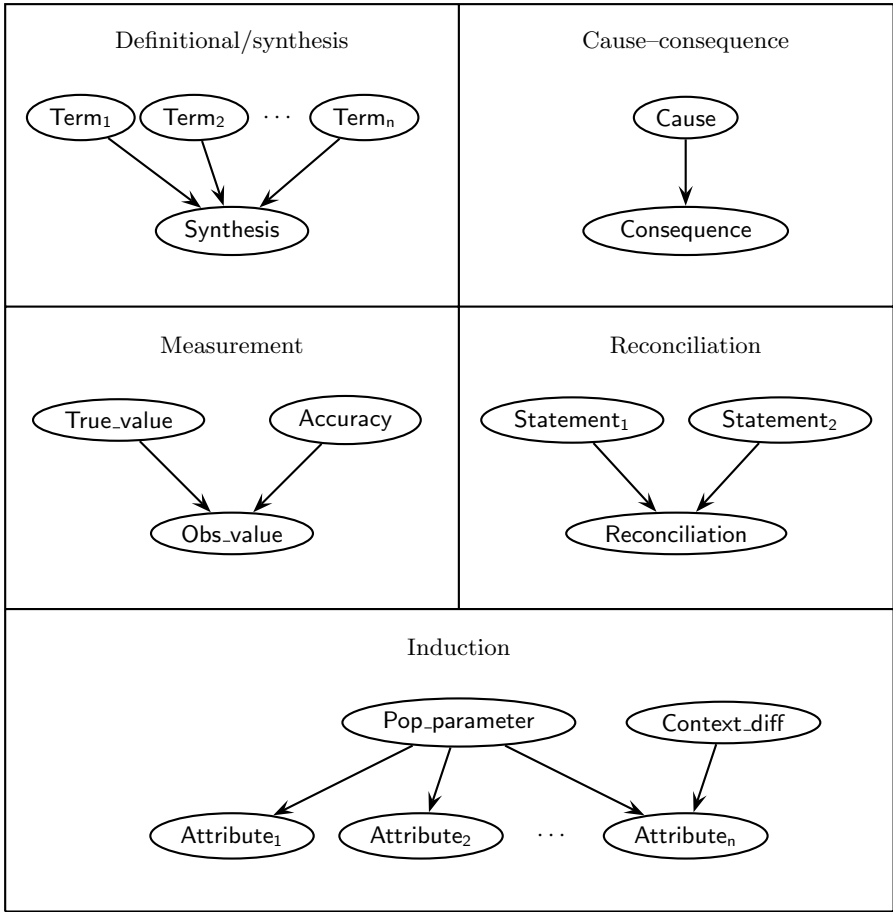 Definitional/synthesis
Term₁ Term₂ ··· Termₙ
Synthesis
Cause–consequence
Cause
Consequence
Measurement
True_value Accuracy
Obs_value
Reconciliation
Statement₁ Statement₂
Reconciliation
Induction
Pop_parameter Context_diff
Attribute₁ Attribute₂ ··· Attributeₙ